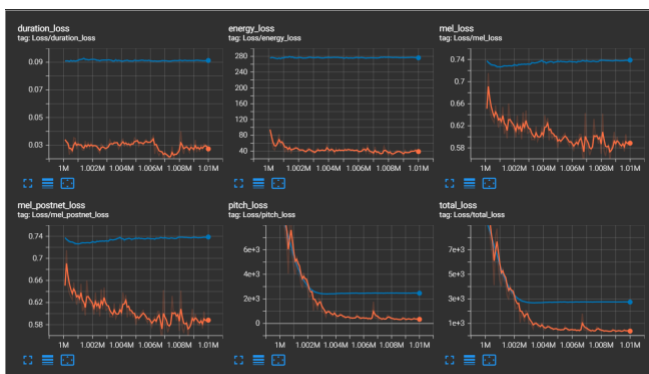 duration_loss
tag: Loss/duration_loss
0.09
0.07
0.05
0.03
1M 1.002M 1.004M 1.006M 1.008M 1.01M
energy_loss
tag: Loss/energy_loss
280
240
200
160
120
80
40
1M 1.002M 1.004M 1.006M 1.008M 1.01M
mel_loss
tag: Loss/mel_loss
0.74
0.7
0.66
0.62
0.58
1M 1.002M 1.004M 1.006M 1.008M 1.01M
mel_postnet_loss
tag: Loss/mel_postnet_loss
0.74
0.7
0.66
0.62
0.58
1M 1.002M 1.004M 1.006M 1.008M 1.01M
pitch_loss
tag: Loss/pitch_loss
6e+3
4e+3
2e+3
0
1M 1.002M 1.004M 1.006M 1.008M 1.01M
total_loss
tag: Loss/total_loss
7e+3
5e+3
3e+3
1e+3
1M 1.002M 1.004M 1.006M 1.008M 1.01M